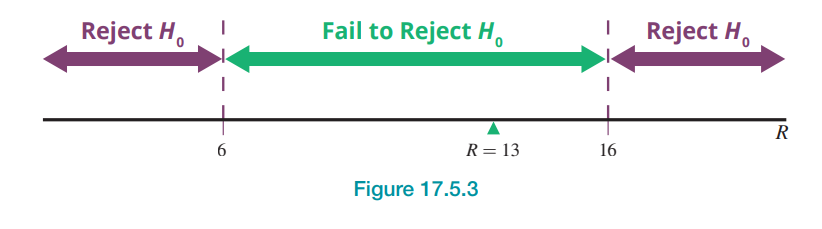 Reject H₀ Fail to Reject H₀ Reject H₀
R
6 R = 13 16
Figure 17.5.3